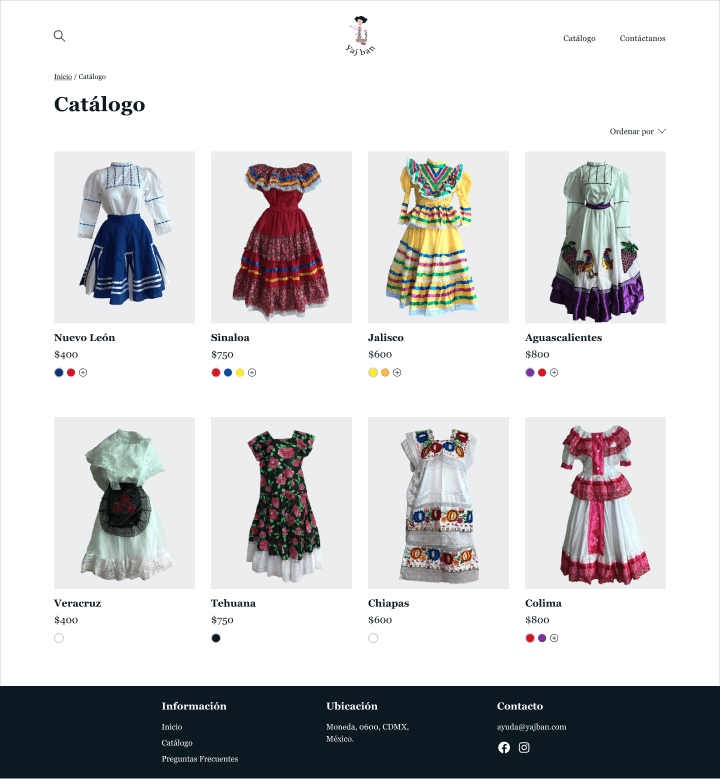 Yaj ban
Catálogo
Contáctanos
Inicio / Catálogo
Catálogo
Ordenar por
Nuevo León
$400
Sinaloa
$750
Jalisco
$600
Aguascalientes
$800
Veracruz
$400
Tehuana
$750
Chiapas
$600
Colima
$800
Información
Inicio
Catálogo
Preguntas Frecuentes
Ubicación
Moneda, 0600, CDMX,
México.
Contacto
ayuda@yajban.com